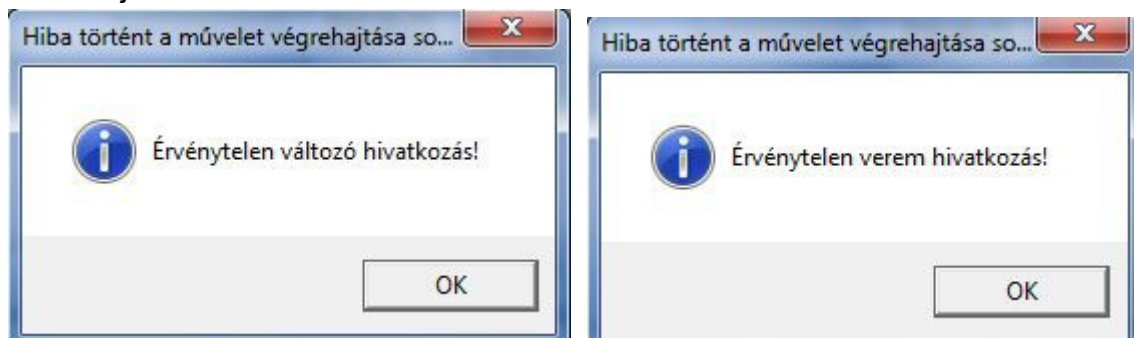 Hiba történt a művelet végrehajtása so...
Érvénytelen változó hivatkozás!
OK
Hiba történt a művelet végrehajtása so...
Érvénytelen verem hivatkozás!
OK